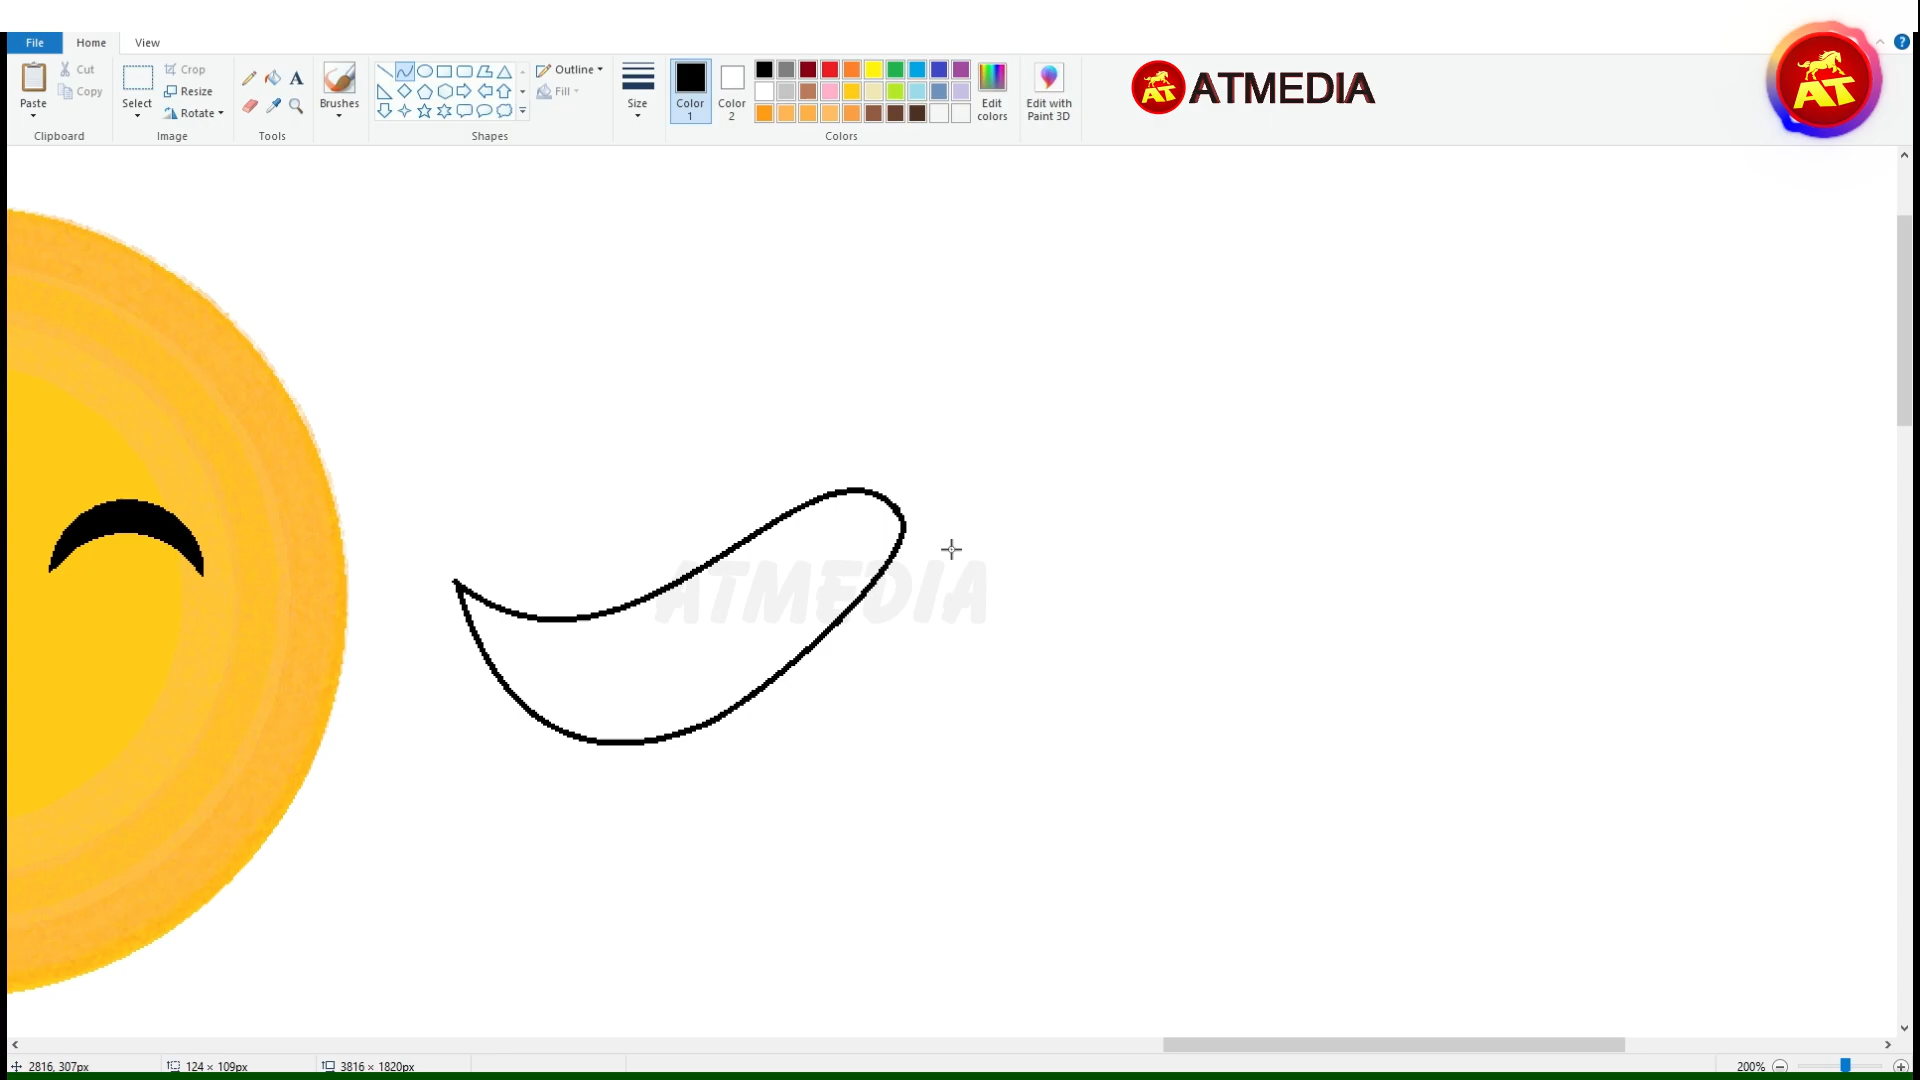 File Home View
Paste Cut Copy Clipboard
Select Crop Resize Rotate Image
A
Tools
Brushes
Outline Fill Shapes
Size
Color 1 Color 2
Edit colors Colors
Edit with Paint 3D
AT ATMEDIA
AT
?
ATMEDIA
2816, 307px 124 × 109px 3816 × 1820px 200%